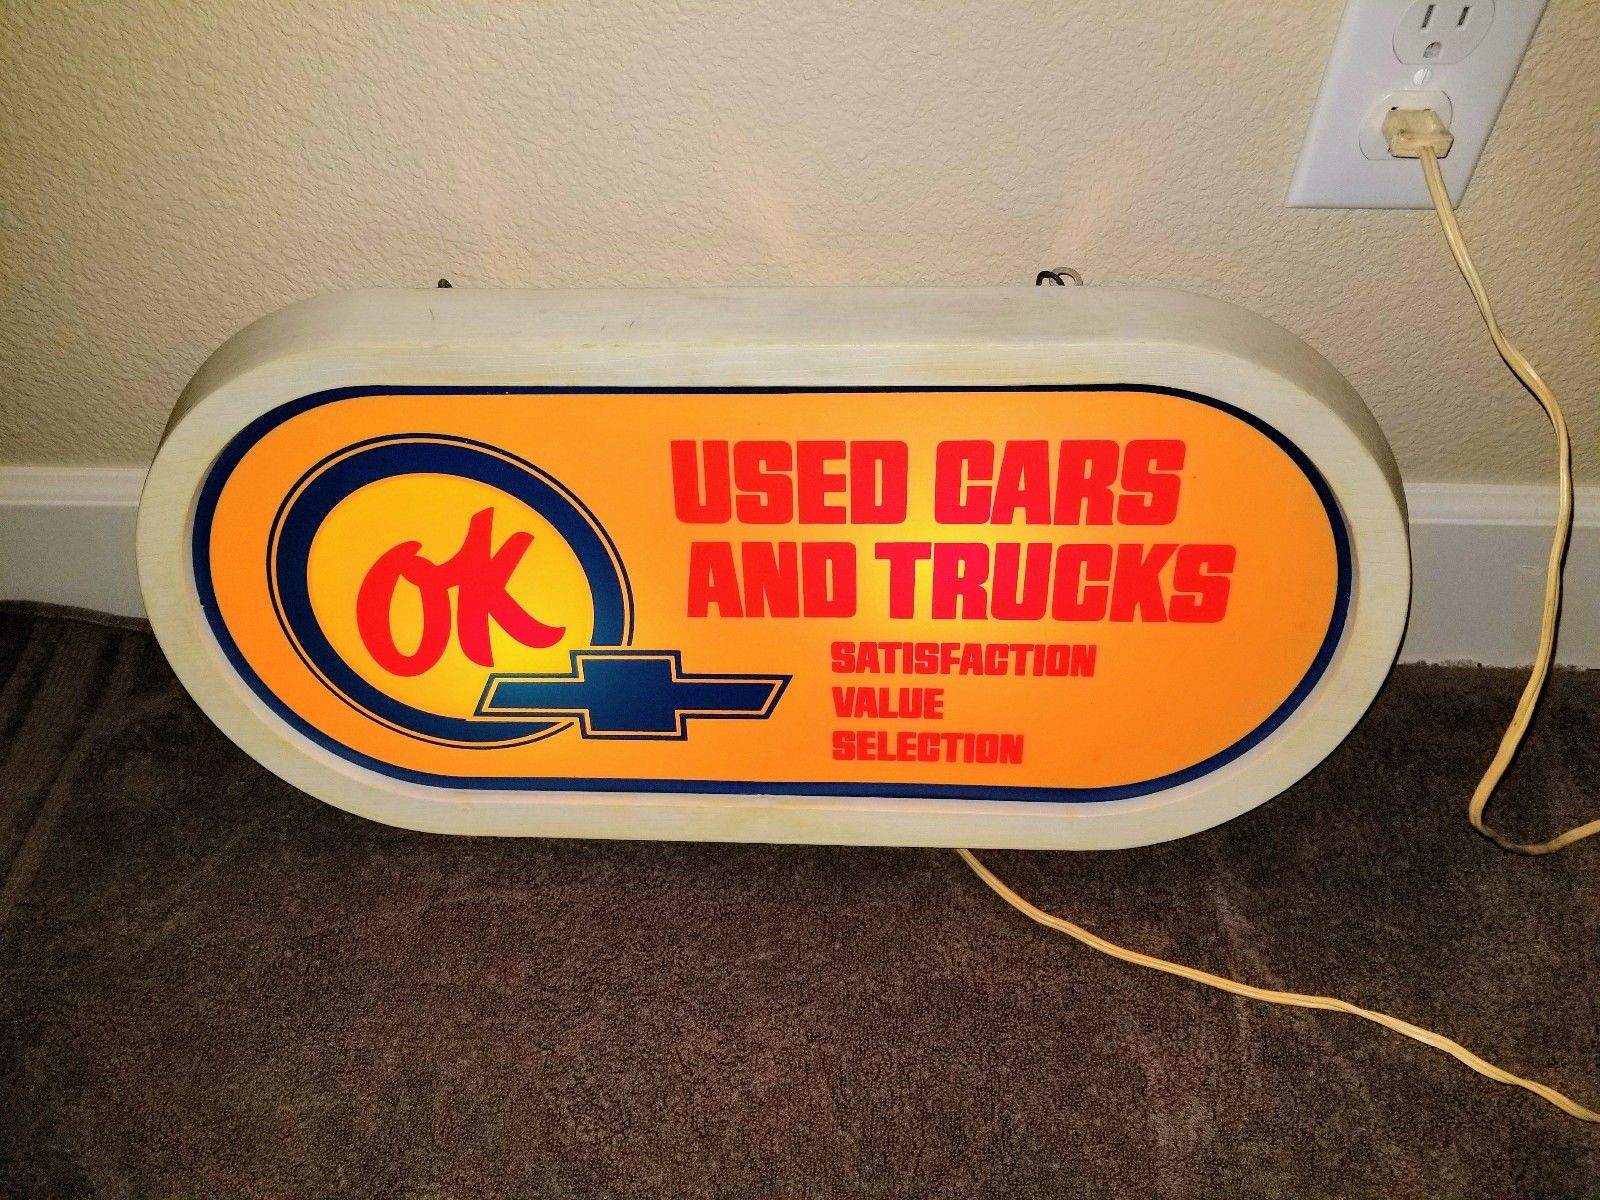 OK
USED CARS
AND TRUCKS
SATISFACTION
VALUE
SELECTION